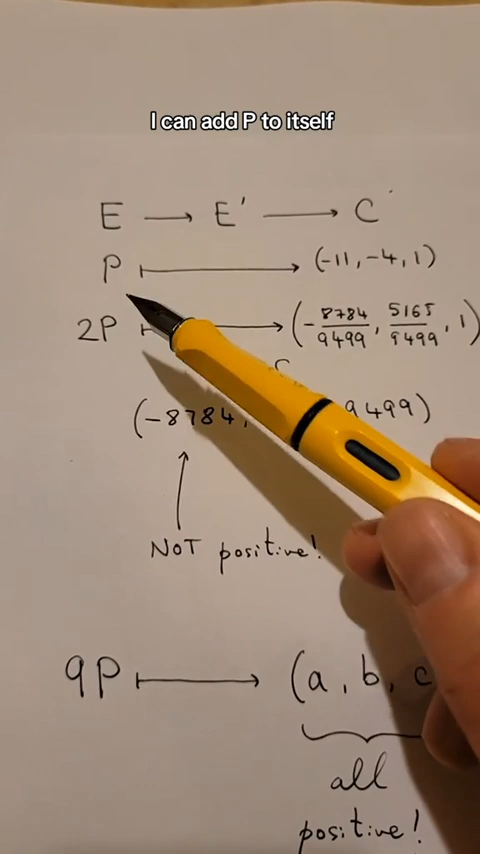 I can add P to itself
E → E' → C
P ↦ (-11, -4, 1)
2P ↦ (-8784/9499, 5165/9499, 1)
(-8784, 9499)
NOT positive!
9P ↦ (a, b, c
all
positive!